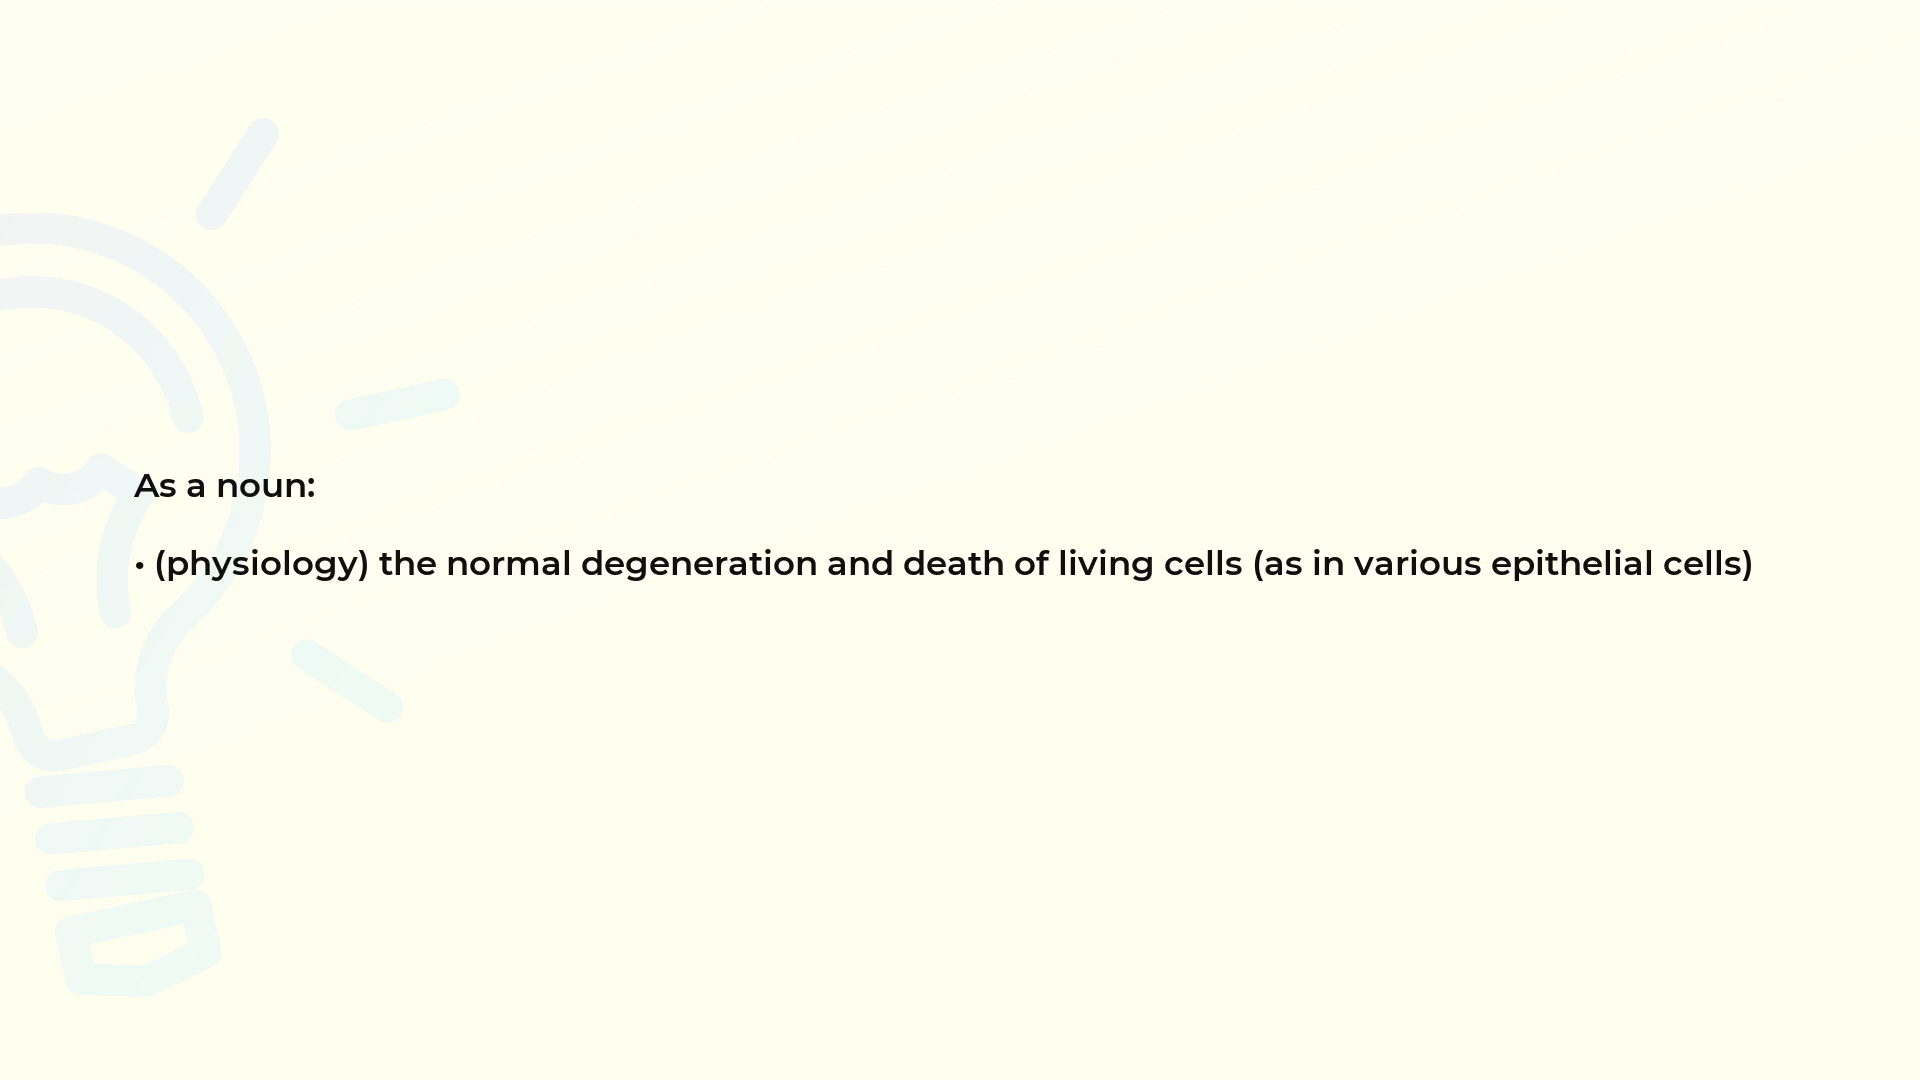 As a noun:
• (physiology) the normal degeneration and death of living cells (as in various epithelial cells)